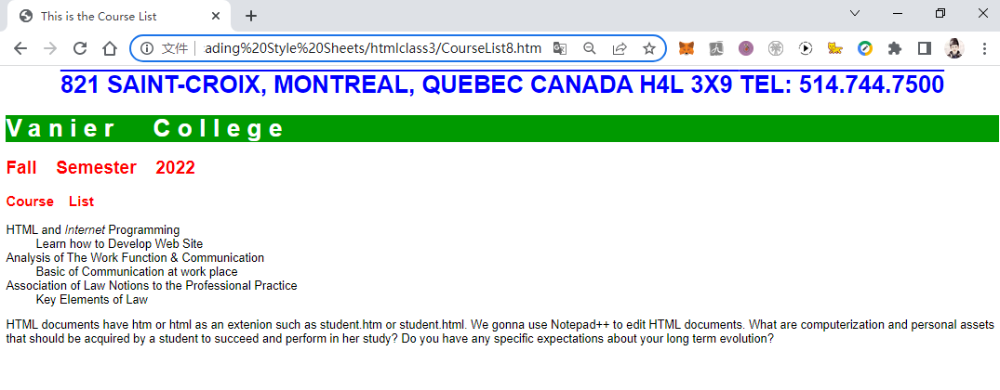 This is the Course List
文件 | :ading%20Style%20Sheets/htmlclass3/CourseList8.htm
821 SAINT-CROIX, MONTREAL, QUEBEC CANADA H4L 3X9 TEL: 514.744.7500
Vanier College
Fall Semester 2022
Course List
HTML and Internet Programming
Learn how to Develop Web Site
Analysis of The Work Function & Communication
Basic of Communication at work place
Association of Law Notions to the Professional Practice
Key Elements of Law
HTML documents have htm or html as an extenion such as student.htm or student.html. We gonna use Notepad++ to edit HTML documents. What are computerization and personal assets
that should be acquired by a student to succeed and perform in her study? Do you have any specific expectations about your long term evolution?